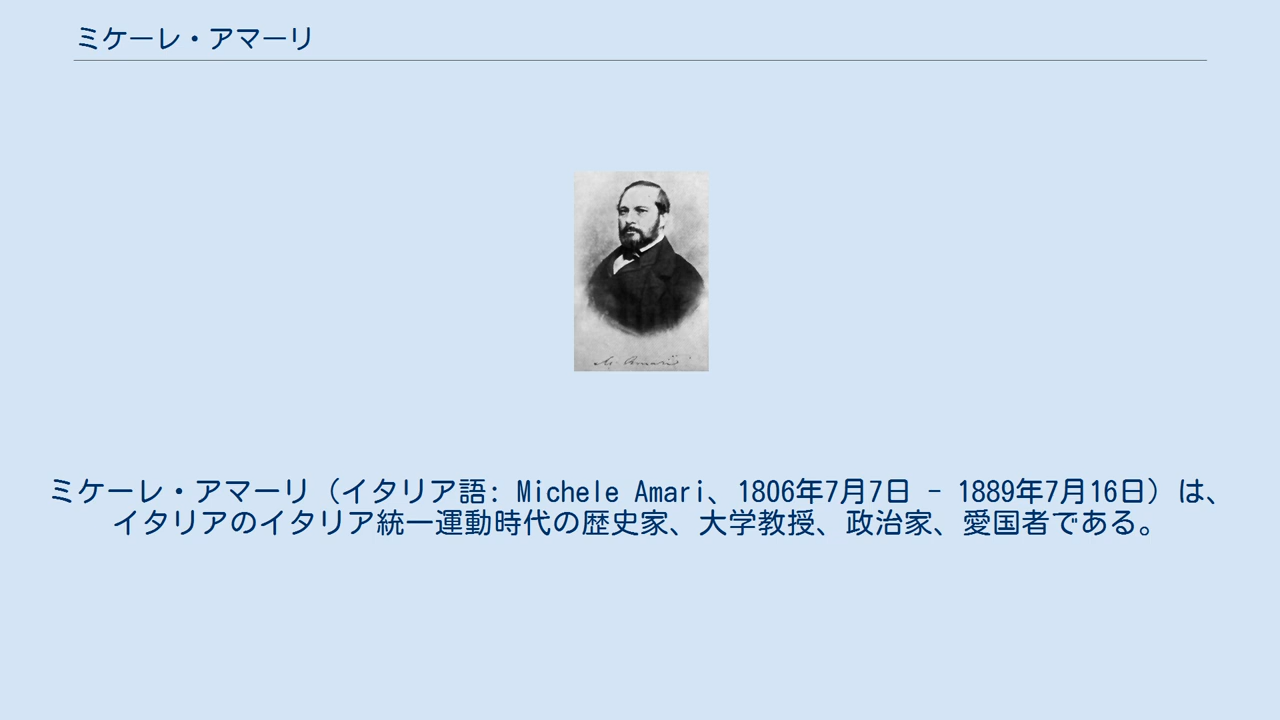 ミケーレ・アマーリ
M. Amari
ミケーレ・アマーリ（イタリア語: Michele Amari、1806年7月7日 - 1889年7月16日）は、
イタリアのイタリア統一運動時代の歴史家、大学教授、政治家、愛国者である。